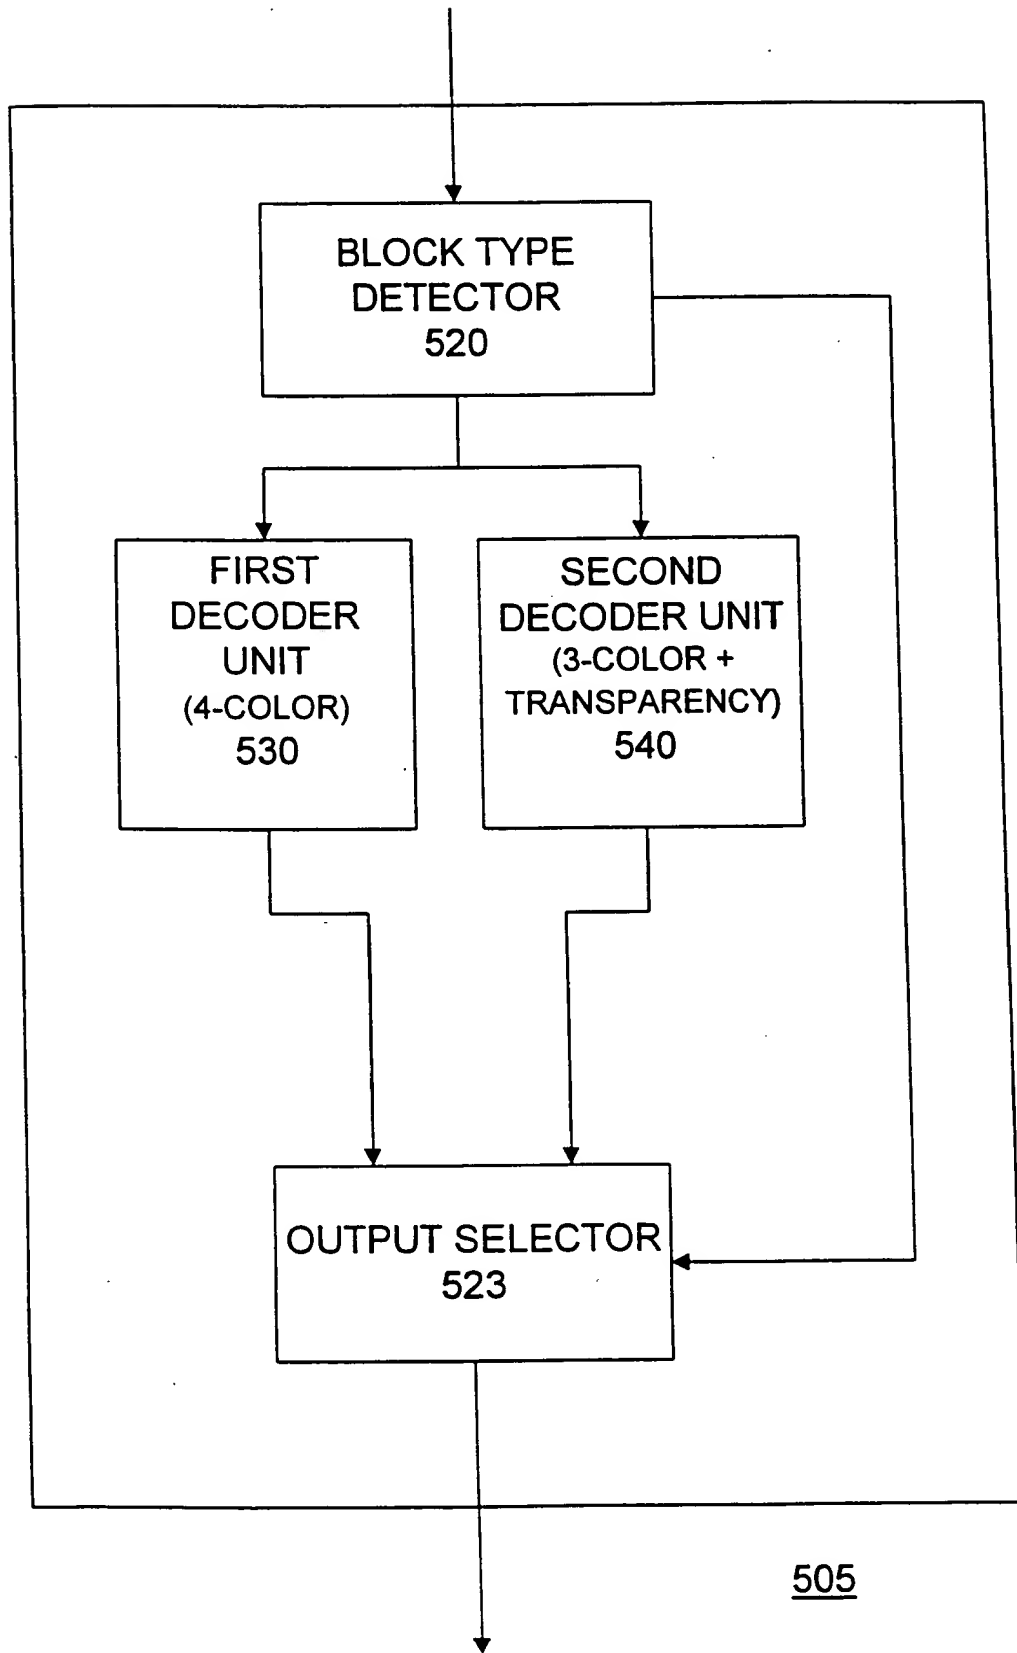 BLOCK TYPE
DETECTOR
520
FIRST
DECODER
UNIT
(4-COLOR)
530
SECOND
DECODER UNIT
(3-COLOR +
TRANSPARENCY)
540
OUTPUT SELECTOR
523
505